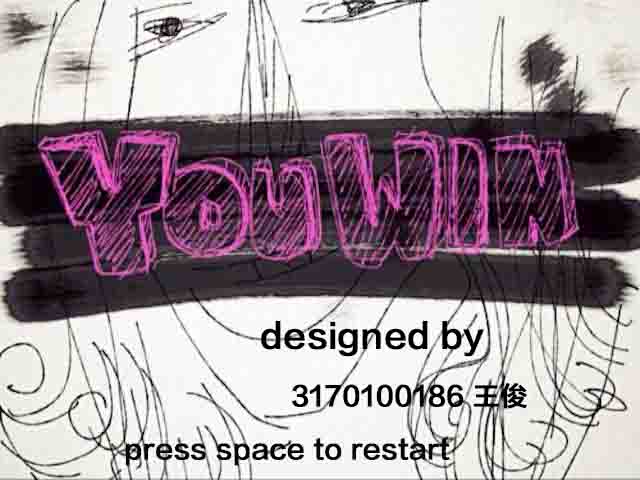 YOU WIN
designed by
3170100186 王俊
press space to restart